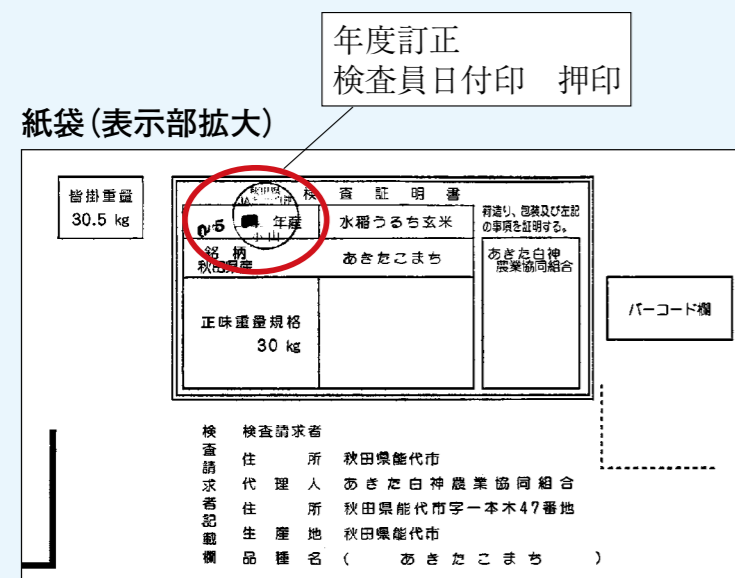 年度訂正
検査員日付印　押印
紙袋(表示部拡大)
皆掛重量
30.5 kg
検 査 証 明 書
25 年産
小山
水稲うるち玄米
荷造り、包装及び左記
の事項を証明する。
銘 柄
秋田県産
あきたこまち
あきた白神
農業協同組合
正味重量規格
30 kg
バーコード欄
検査請求者記載欄
検査請求者
住 所 秋田県能代市
代 理 人 あきた白神農業協同組合
住 所 秋田県能代市字一本木47番地
生 産 地 秋田県能代市
品 種 名 ( あきたこまち )